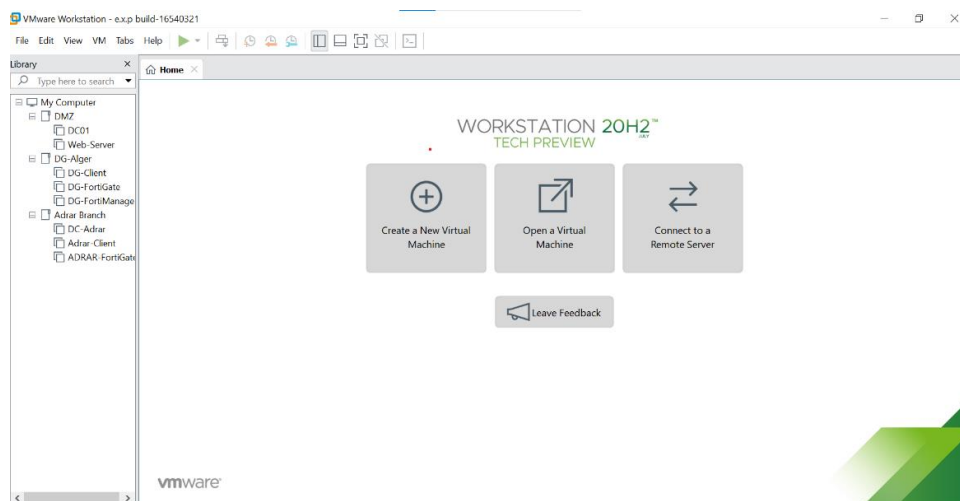 VMware Workstation - e.x.p build-16540321
File Edit View VM Tabs Help
Library
Home
Type here to search
My Computer
DMZ
DC01
Web-Server
DG-Alger
DG-Client
DG-FortiGate
DG-FortiManage
Adrar Branch
DC-Adrar
Adrar-Client
ADRAR-FortiGate
WORKSTATION 20H2™
JULY
TECH PREVIEW
Create a New Virtual
Machine
Open a Virtual
Machine
Connect to a
Remote Server
Leave Feedback
vmware